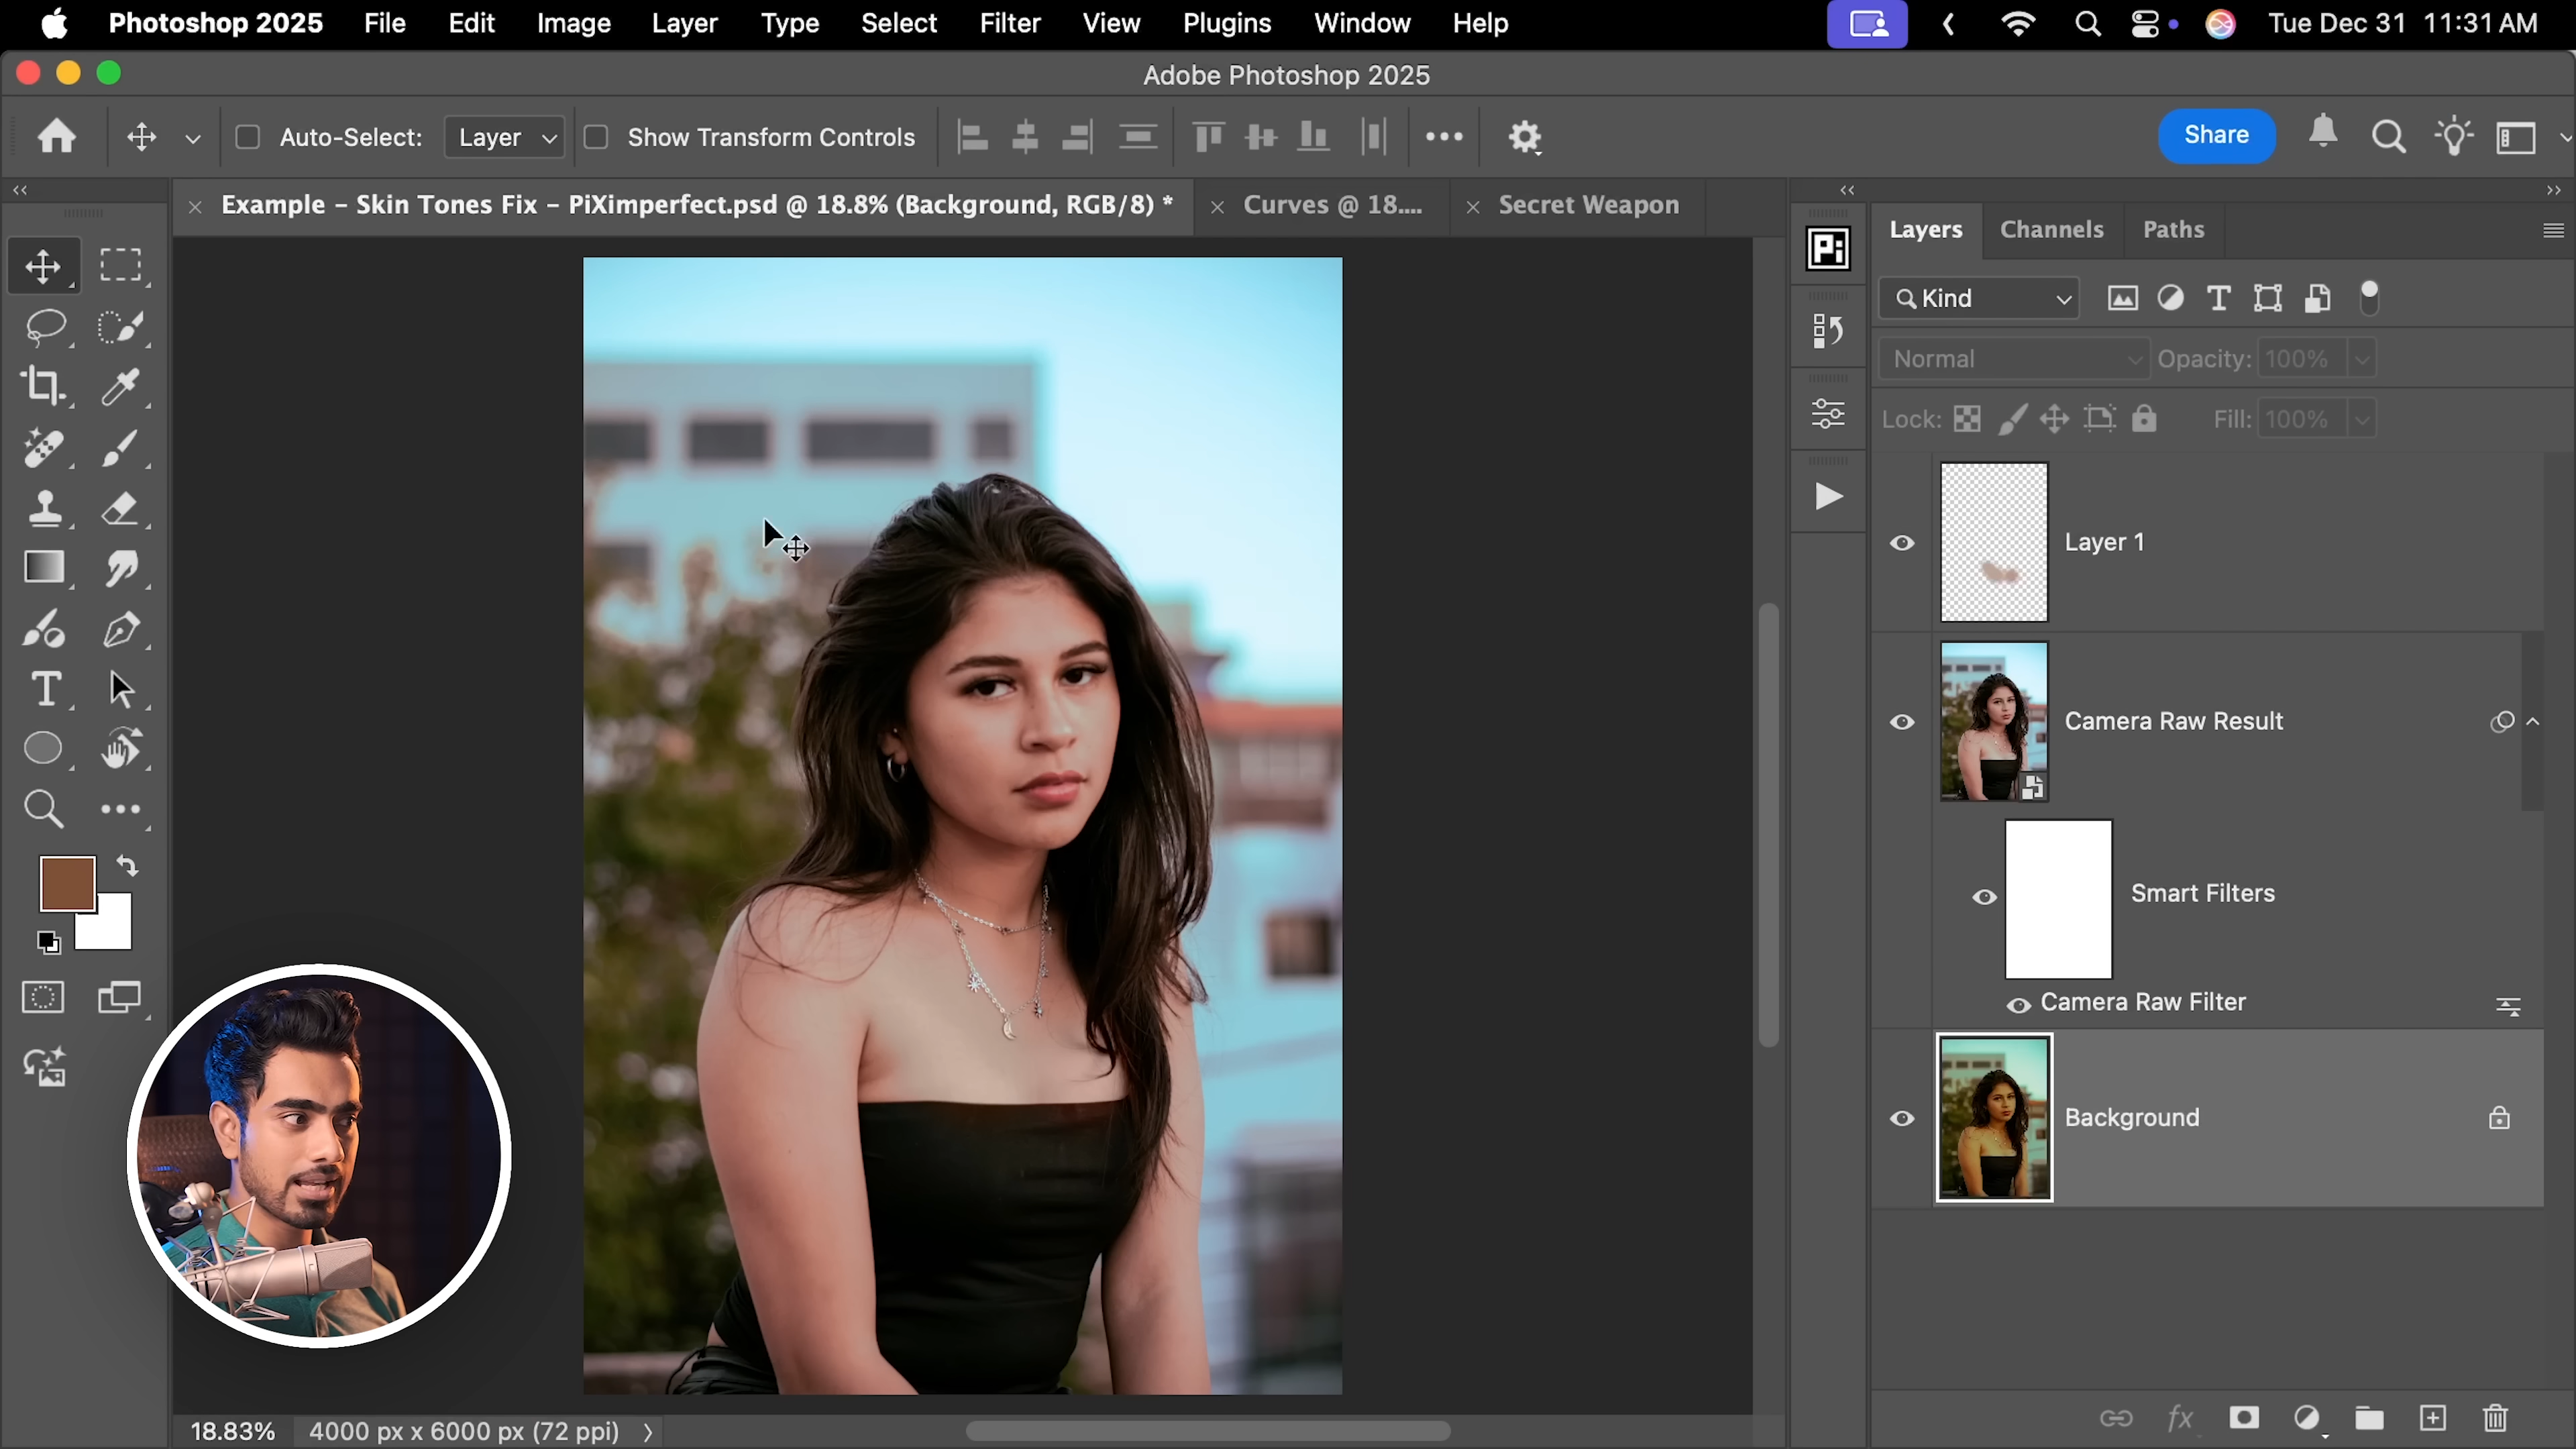 Photoshop 2025 File Edit Image Layer Type Select Filter View Plugins Window Help Tue Dec 31 11:31 AM
Adobe Photoshop 2025
Auto-Select: Layer Show Transform Controls Share
Example – Skin Tones Fix – PiXimperfect.psd @ 18.8% (Background, RGB/8) * Curves @ 18.... Secret Weapon
Layers Channels Paths
Pi
Kind
Normal Opacity: 100%
Lock: Fill: 100%
Layer 1
Camera Raw Result
Smart Filters
Camera Raw Filter
Background
18.83% 4000 px x 6000 px (72 ppi)
fx